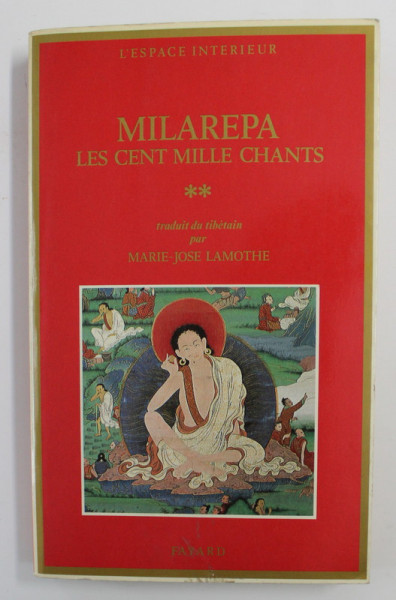 L'ESPACE INTERIEUR
MILAREPA
LES CENT MILLE CHANTS
**
traduit du tibétain
par
MARIE-JOSE LAMOTHE
FAYARD